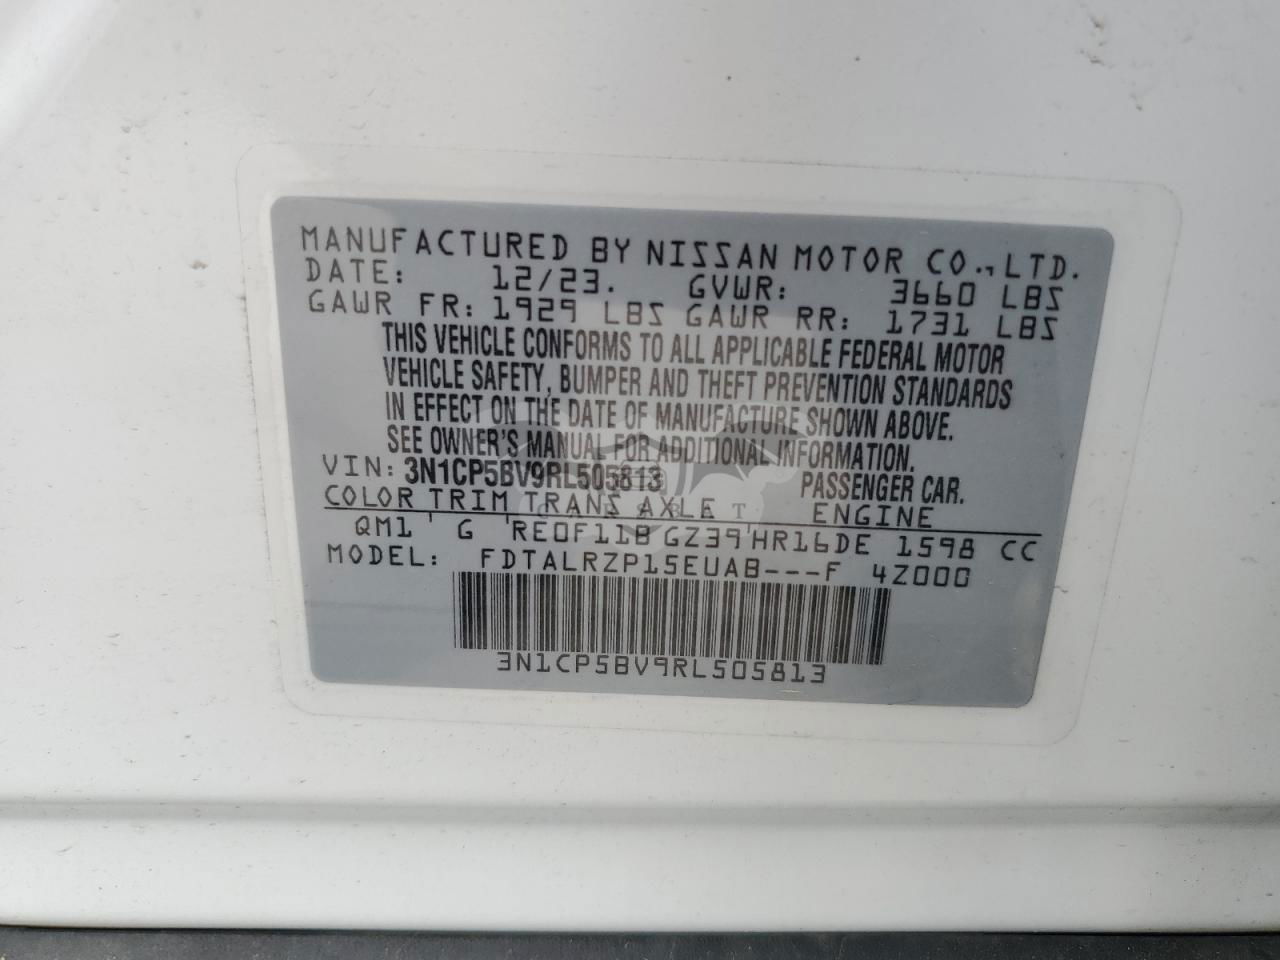 MANUFACTURED BY NISSAN MOTOR CO., LTD.
DATE: 12/23. GVWR: 3660 LBS
GAWR FR: 1929 LBS GAWR RR: 1731 LBS
THIS VEHICLE CONFORMS TO ALL APPLICABLE FEDERAL MOTOR
VEHICLE SAFETY, BUMPER AND THEFT PREVENTION STANDARDS
IN EFFECT ON THE DATE OF MANUFACTURE SHOWN ABOVE.
SEE OWNER'S MANUAL FOR ADDITIONAL INFORMATION.
VIN: 3N1CP5BV9RL505813 PASSENGER CAR.
COLOR TRIM TRANS AXLE ENGINE
QM1 ' G ' RE0F11B GZ39 ' HR16DE 1598 CC
MODEL: FDTALRZP15EUAB---F 4Z000
3N1CP5BV9RL505813